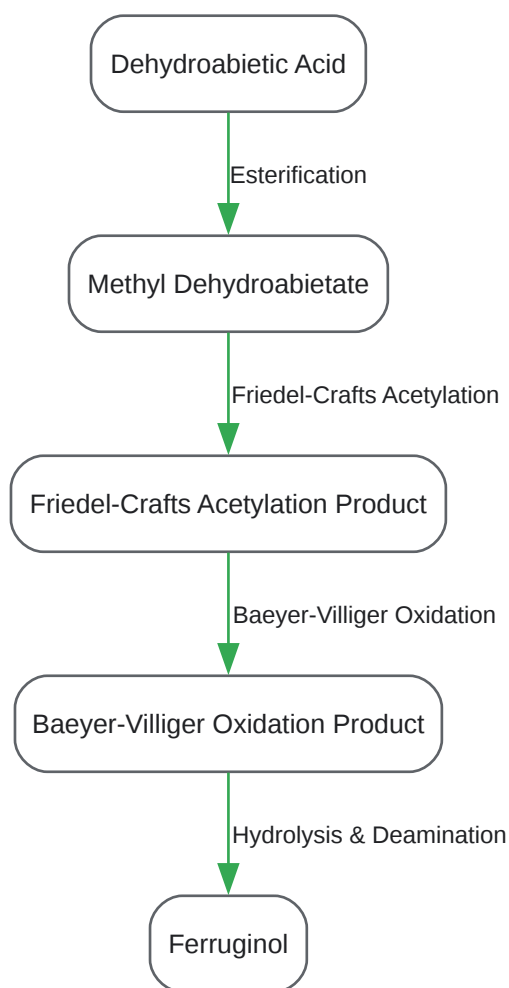 Dehydroabietic Acid
Esterification
Methyl Dehydroabietate
Friedel-Crafts Acetylation
Friedel-Crafts Acetylation Product
Baeyer-Villiger Oxidation
Baeyer-Villiger Oxidation Product
Hydrolysis & Deamination
Ferruginol